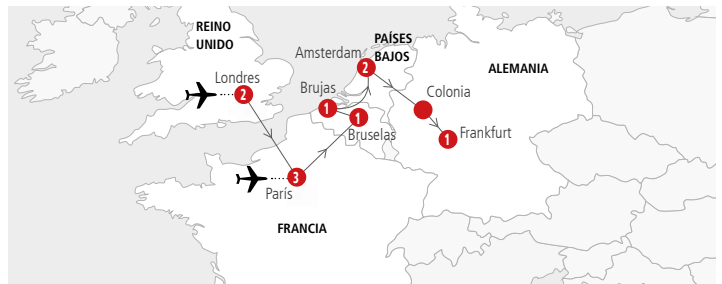 REINO
UNIDO
Londres
2
París
3
FRANCIA
Brujas
1
Bruselas
1
Amsterdam
2
PAÍSES
BAJOS
ALEMANIA
Colonia
Frankfurt
1